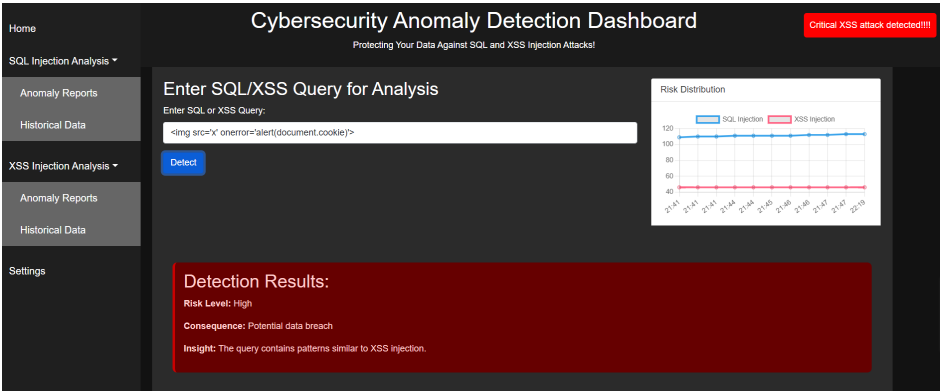 Home
SQL Injection Analysis
Anomaly Reports
Historical Data
XSS Injection Analysis
Anomaly Reports
Historical Data
Settings
Cybersecurity Anomaly Detection Dashboard
Protecting Your Data Against SQL and XSS Injection Attacks!
Critical XSS attack detected!!!!
Enter SQL/XSS Query for Analysis
Enter SQL or XSS Query:
<img src='x' onerror='alert(document.cookie)'>
Detect
Risk Distribution
SQL Injection XSS Injection
120
100
80
60
40
21:41 21:41 21:41 21:44 21:44 21:45 21:46 21:46 21:47 21:47 22:19
Detection Results:
Risk Level: High
Consequence: Potential data breach
Insight: The query contains patterns similar to XSS injection.